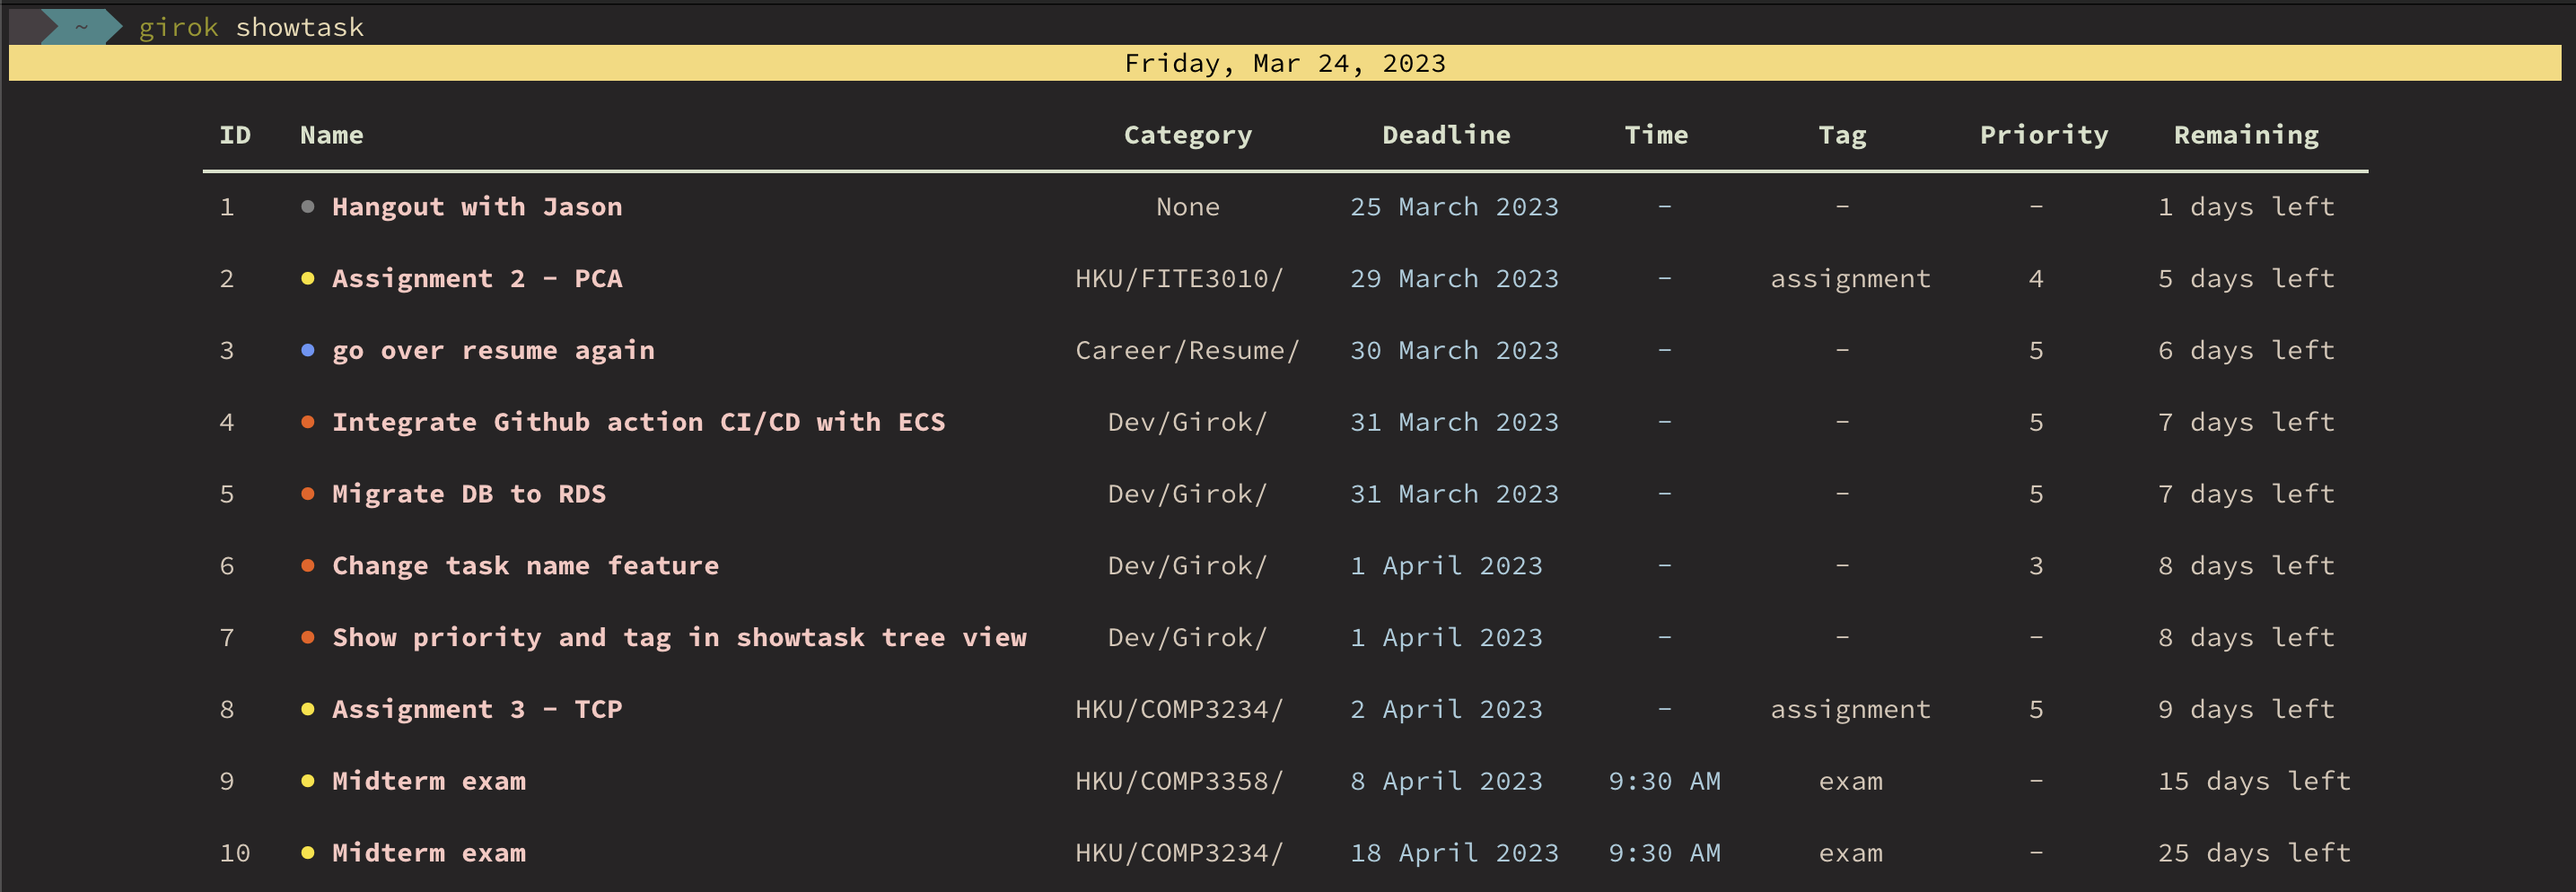 ~ girok showtask
Friday, Mar 24, 2023
ID Name Category Deadline Time Tag Priority Remaining
1 ● Hangout with Jason None 25 March 2023 - - - 1 days left
2 ● Assignment 2 - PCA HKU/FITE3010/ 29 March 2023 - assignment 4 5 days left
3 ● go over resume again Career/Resume/ 30 March 2023 - - 5 6 days left
4 ● Integrate Github action CI/CD with ECS Dev/Girok/ 31 March 2023 - - 5 7 days left
5 ● Migrate DB to RDS Dev/Girok/ 31 March 2023 - - 5 7 days left
6 ● Change task name feature Dev/Girok/ 1 April 2023 - - 3 8 days left
7 ● Show priority and tag in showtask tree view Dev/Girok/ 1 April 2023 - - - 8 days left
8 ● Assignment 3 - TCP HKU/COMP3234/ 2 April 2023 - assignment 5 9 days left
9 ● Midterm exam HKU/COMP3358/ 8 April 2023 9:30 AM exam - 15 days left
10 ● Midterm exam HKU/COMP3234/ 18 April 2023 9:30 AM exam - 25 days left